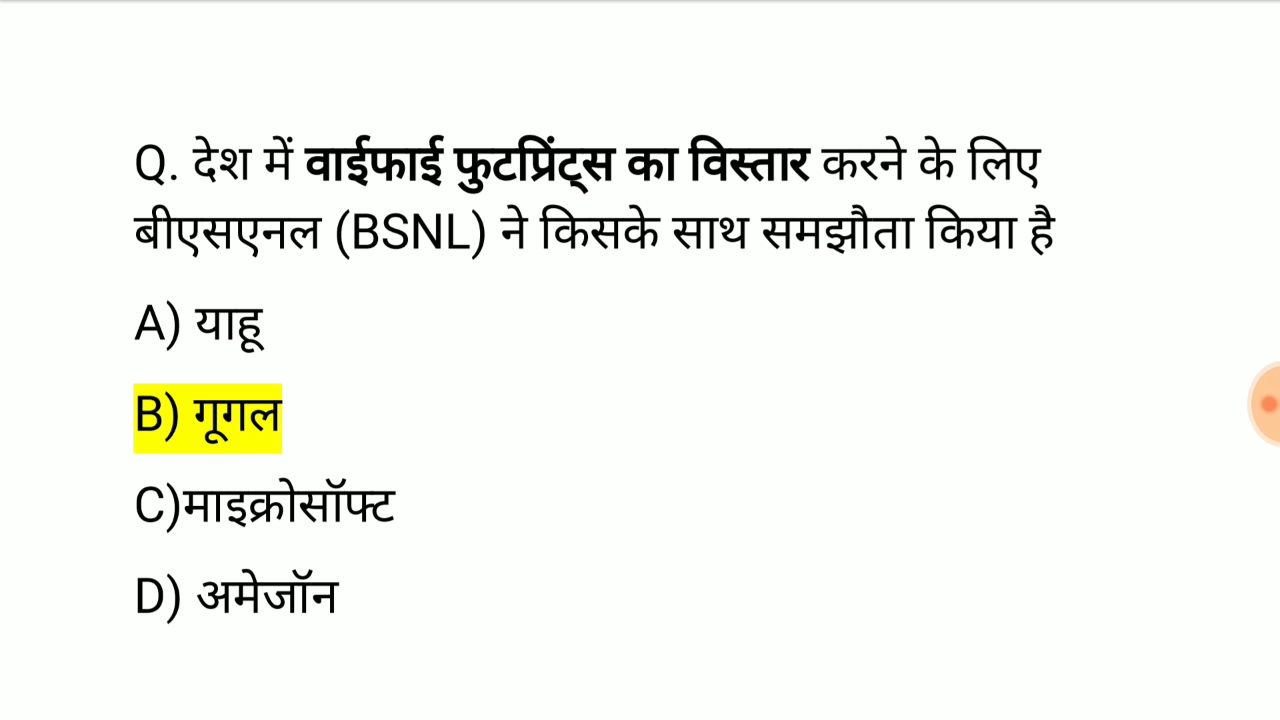 Q. देश में वाईफाई फुटप्रिंट्स का विस्तार करने के लिए
बीएसएनल (BSNL) ने किसके साथ समझौता किया है
A) याहू
B) गूगल
C)माइक्रोसॉफ्ट
D) अमेजॉन